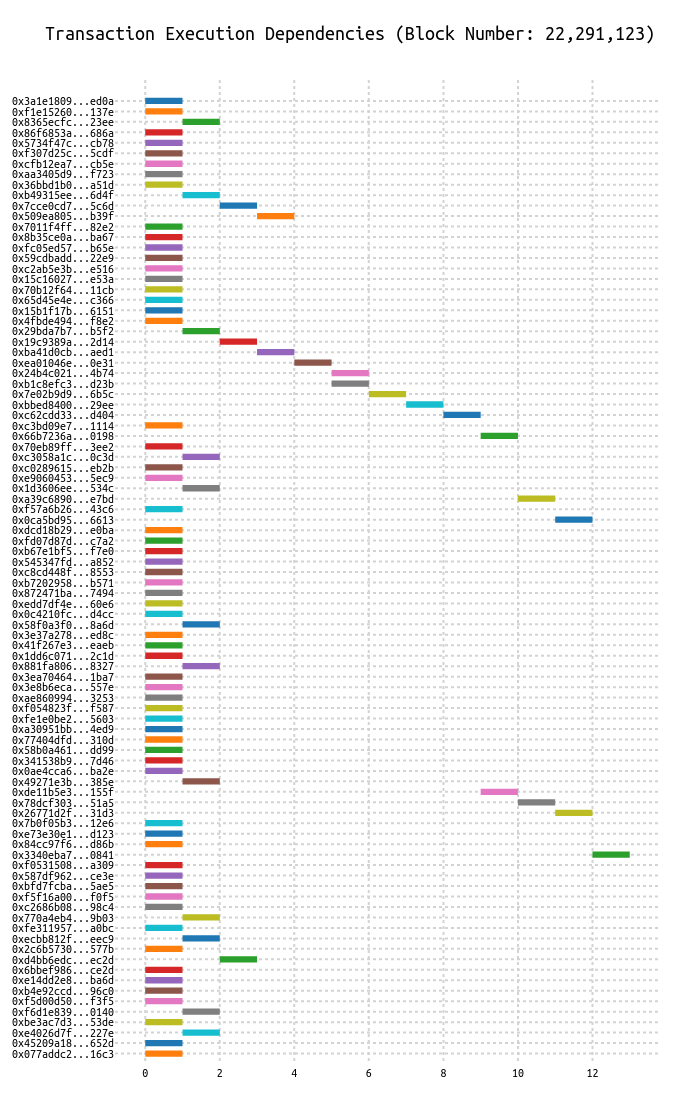 Transaction Execution Dependencies (Block Number: 22,291,123)
0x3a1e1809...ed0a
0xf1e15260...137e
0x8365ecfc...23ee
0x86f6853a...686a
0x5734f47c...cb78
0xf307d25c...5cdf
0xcfb12ea7...cb5e
0xaa3405d9...f723
0x36bbd1b0...a51d
0xb49315ee...6d4f
0x7cce0cd7...5c6d
0x509ea805...b39f
0x7011f4ff...82e2
0x8b35ce0a...ba67
0xfc05ed57...b65e
0x59cdbadd...22e9
0xc2ab5e3b...e516
0x15c16027...e53a
0x70b12f64...11cb
0x65d45e4e...c366
0x15b1f17b...6151
0x4fbde494...f8e2
0x29bda7b7...b5f2
0x19c9389a...2d14
0xba41d0cb...aed1
0xea01046e...0e31
0x24b4c021...4b74
0xb1c8efc3...d23b
0x7e02b9d9...6b5c
0xbbed8400...29ee
0xc62cdd33...d404
0xc3bd09e7...1114
0x66b7236a...0198
0x70eb89ff...3ee2
0xc3058a1c...0c3d
0xc0289615...eb2b
0xe9060453...5ec9
0x1d3606ee...534c
0xa39c6890...e7bd
0xf57a6b26...43c6
0x0ca5bd95...6613
0xdcd18b29...e0ba
0xfd07d87d...c7a2
0xb67e1bf5...f7e0
0x545347fd...a852
0xc8cd448f...8553
0xb7202958...b571
0x872471ba...7494
0xedd7df4e...60e6
0x0c4210fc...d4cc
0x58f0a3f0...8a6d
0x3e37a278...ed8c
0x41f267e3...eaeb
0x1dd6c071...2c1d
0x881fa806...8327
0x3ea70464...1ba7
0x3e8b6eca...557e
0xae860994...3253
0xf054823f...f587
0xfe1e0be2...5603
0xa30951bb...4ed9
0x77404dfd...310d
0x58b0a461...dd99
0x341538b9...7d46
0x0ae4cca6...ba2e
0x49271e3b...385e
0xde11b5e3...155f
0x78dcf303...51a5
0x26771d2f...31d3
0x7b0f05b3...12e6
0xe73e30e1...d123
0x84cc97f6...d86b
0x3340eba7...0841
0xf0531508...a309
0x587df962...ce3e
0xbfd7fcba...5ae5
0xf5f16a00...f0f5
0xc2686b08...98c4
0x770a4eb4...9b03
0xfe311957...a0bc
0xecbb812f...eec9
0x2c6b5730...577b
0xd4bb6edc...ec2d
0x6bbef986...ce2d
0xe14dd2e8...ba6d
0xb4e92ccd...96c0
0xf5d00d50...f3f5
0xf6d1e839...0140
0xbe3ac7d3...53de
0xe4026d7f...227e
0x45209a18...652d
0x077addc2...16c3
0 2 4 6 8 10 12